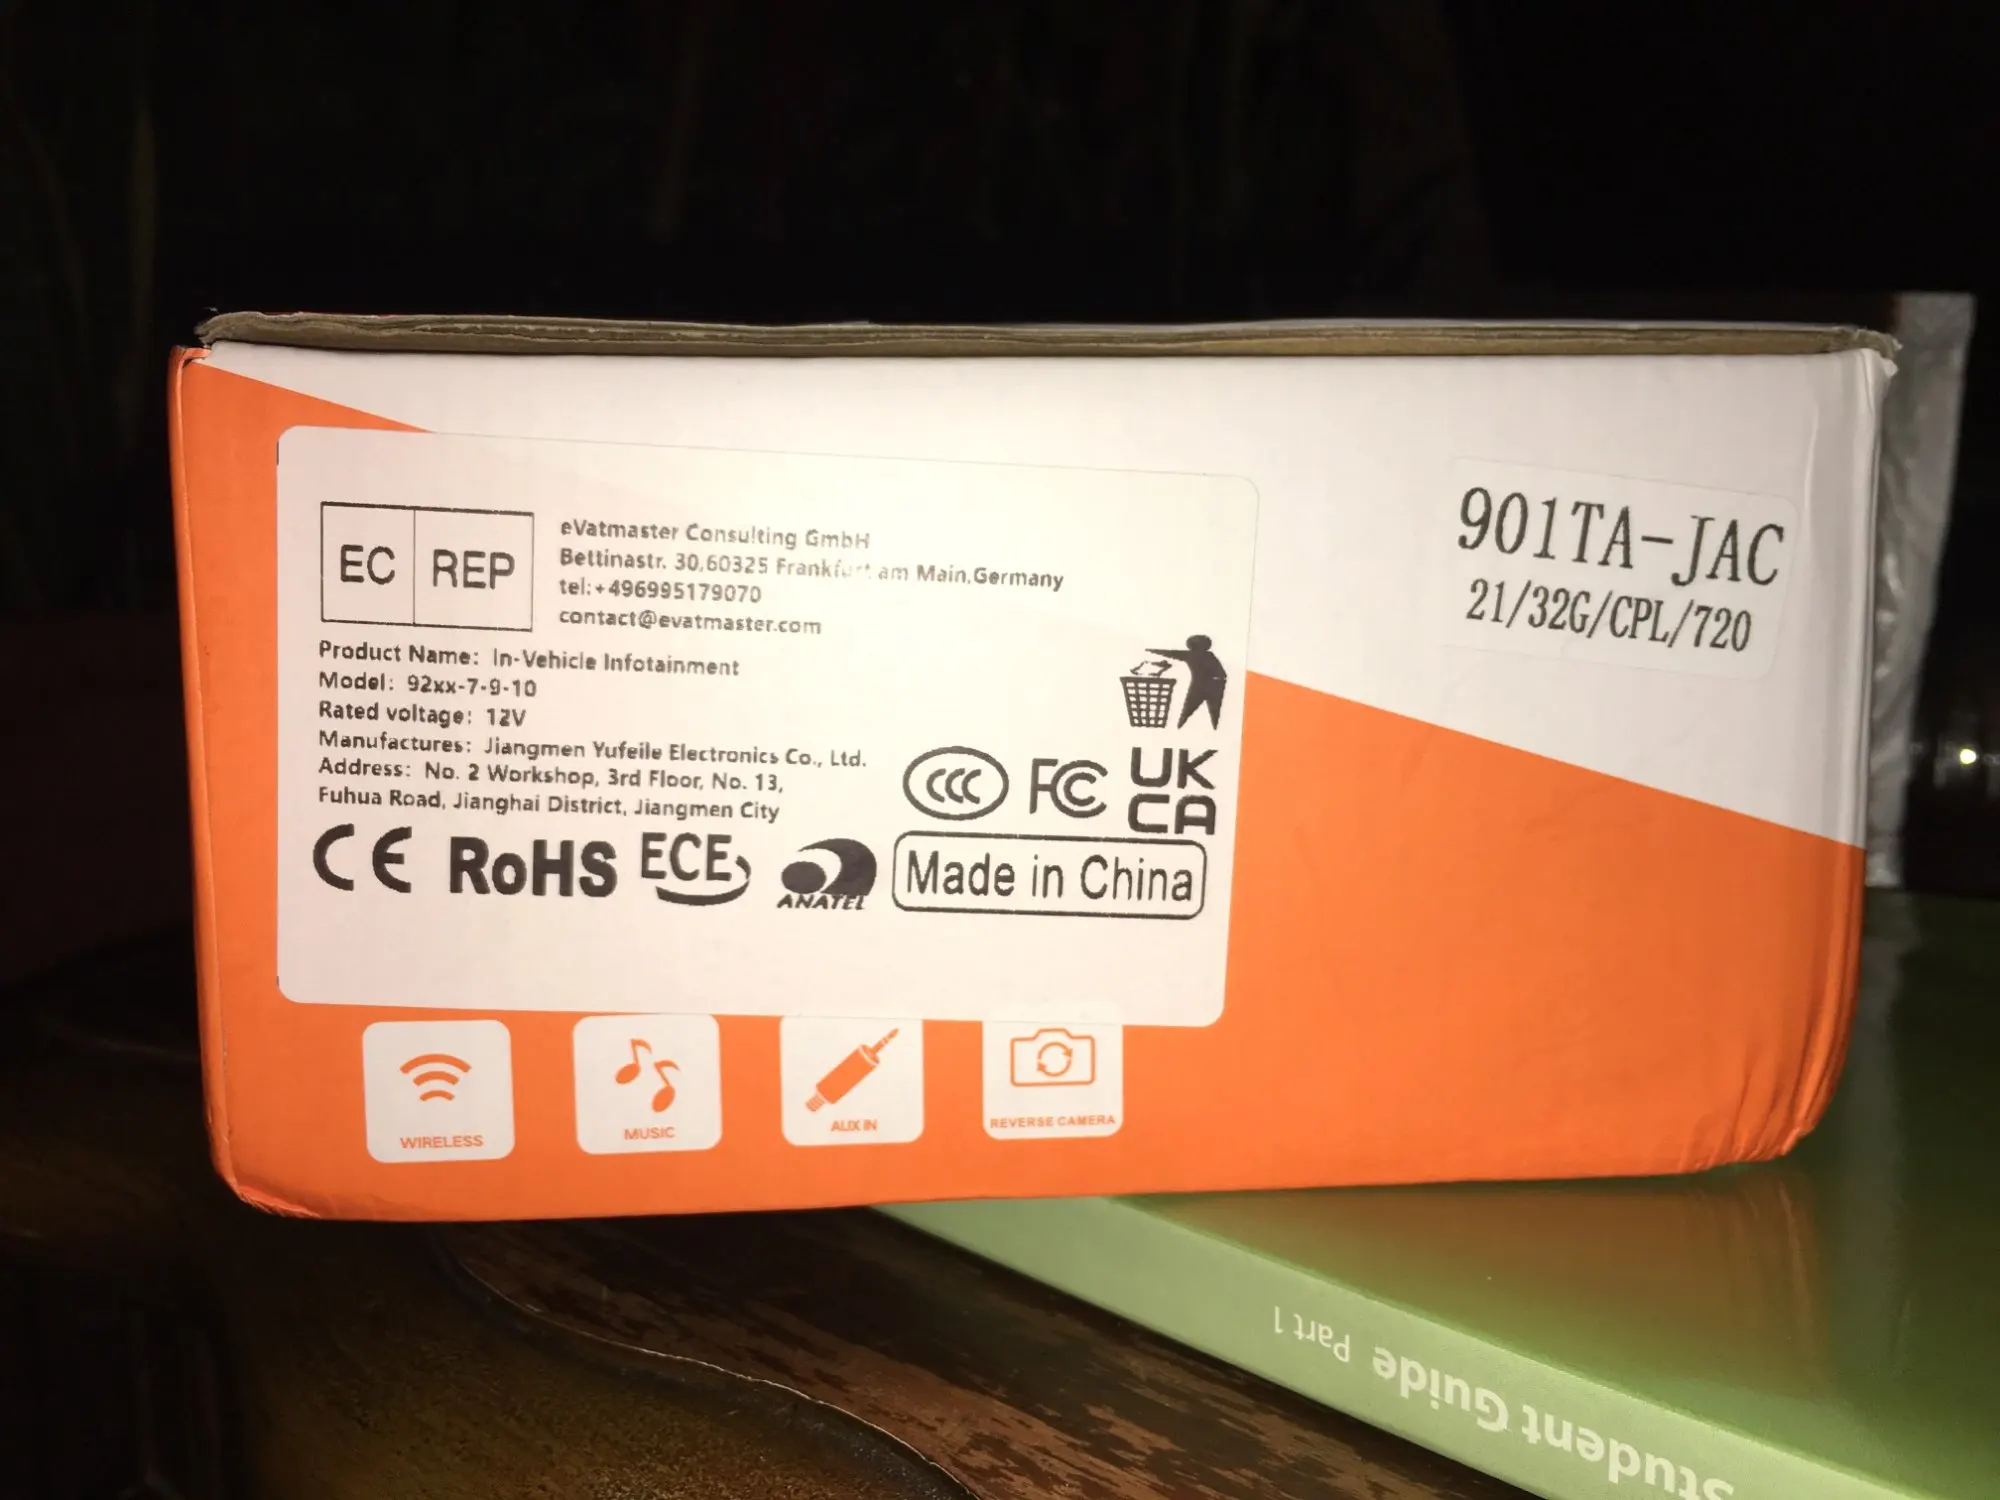 EC REP
eVatmaster Consulting GmbH
Bettinastr. 30,60325 Frankfurt am Main,Germany
tel:+496995179070
contact@evatmaster.com
Product Name: In-Vehicle Infotainment
Model: 92xx-7-9-10
Rated voltage: 12V
Manufactures: Jiangmen Yufeile Electronics Co., Ltd.
Address: No. 2 Workshop, 3rd Floor, No. 13,
Fuhua Road, Jianghai District, Jiangmen City
CCC FC UK
CA
CE RoHS ECE ANATEL Made in China
901TA-JAC
21/32G/CPL/720
WIRELESS
MUSIC
AUX IN
REVERSE CAMERA
Student Guide Part 1